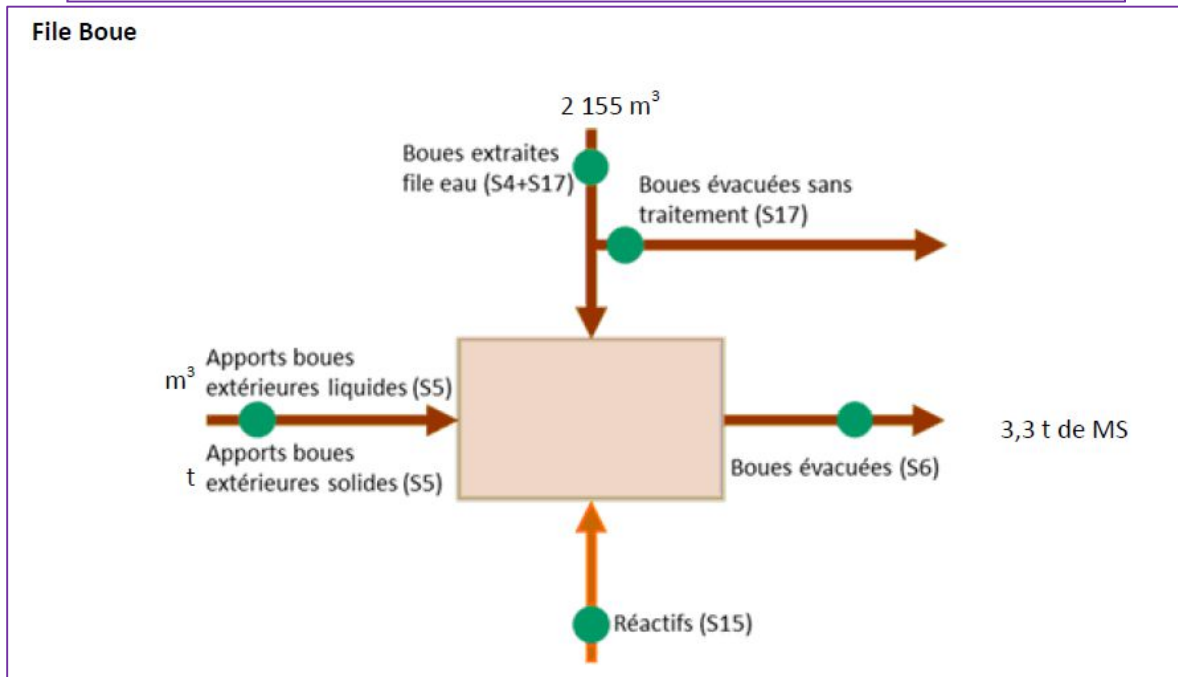 File Boue
2 155 m³
Boues extraites
file eau (S4+S17)
Boues évacuées sans
traitement (S17)
m³
Apports boues
extérieures liquides (S5)
t
Apports boues
extérieures solides (S5)
3,3 t de MS
Boues évacuées (S6)
Réactifs (S15)